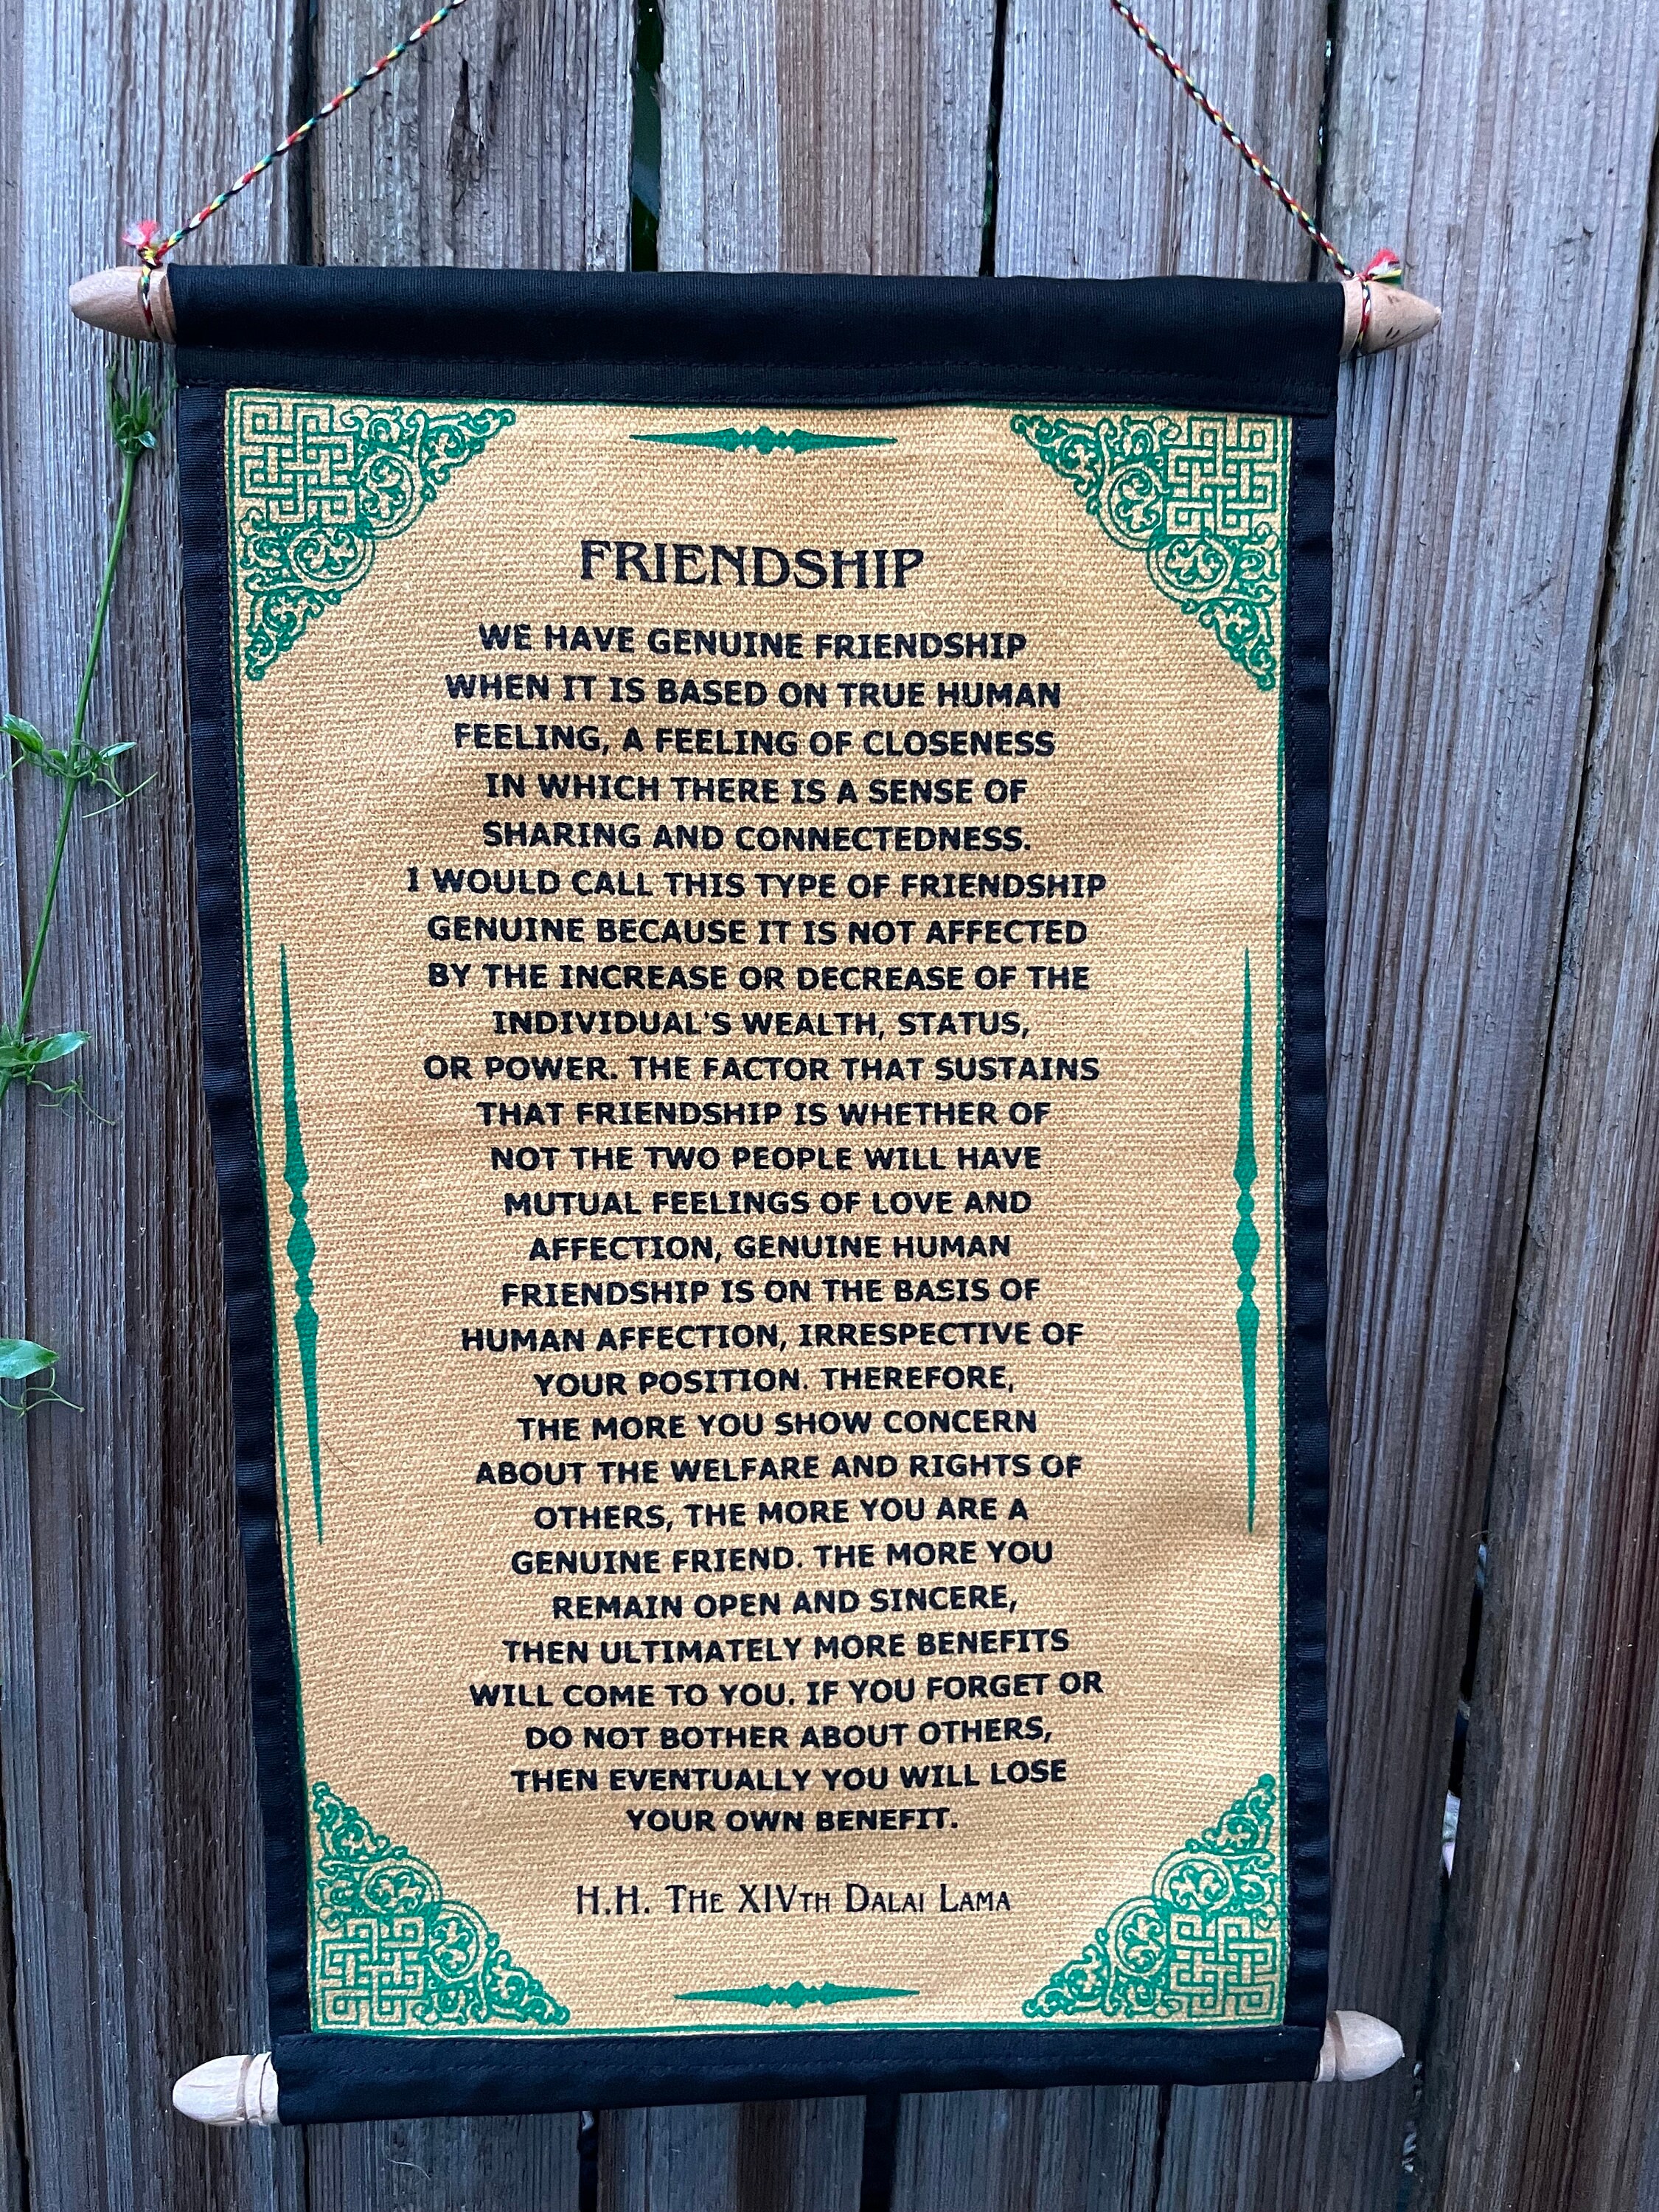 FRIENDSHIP
WE HAVE GENUINE FRIENDSHIP
WHEN IT IS BASED ON TRUE HUMAN
FEELING, A FEELING OF CLOSENESS
IN WHICH THERE IS A SENSE OF
SHARING AND CONNECTEDNESS.
I WOULD CALL THIS TYPE OF FRIENDSHIP
GENUINE BECAUSE IT IS NOT AFFECTED
BY THE INCREASE OR DECREASE OF THE
INDIVIDUAL'S WEALTH, STATUS,
OR POWER. THE FACTOR THAT SUSTAINS
THAT FRIENDSHIP IS WHETHER OF
NOT THE TWO PEOPLE WILL HAVE
MUTUAL FEELINGS OF LOVE AND
AFFECTION, GENUINE HUMAN
FRIENDSHIP IS ON THE BASIS OF
HUMAN AFFECTION, IRRESPECTIVE OF
YOUR POSITION. THEREFORE,
THE MORE YOU SHOW CONCERN
ABOUT THE WELFARE AND RIGHTS OF
OTHERS, THE MORE YOU ARE A
GENUINE FRIEND. THE MORE YOU
REMAIN OPEN AND SINCERE,
THEN ULTIMATELY MORE BENEFITS
WILL COME TO YOU. IF YOU FORGET OR
DO NOT BOTHER ABOUT OTHERS,
THEN EVENTUALLY YOU WILL LOSE
YOUR OWN BENEFIT.
H.H. THE XIVTH DALAI LAMA